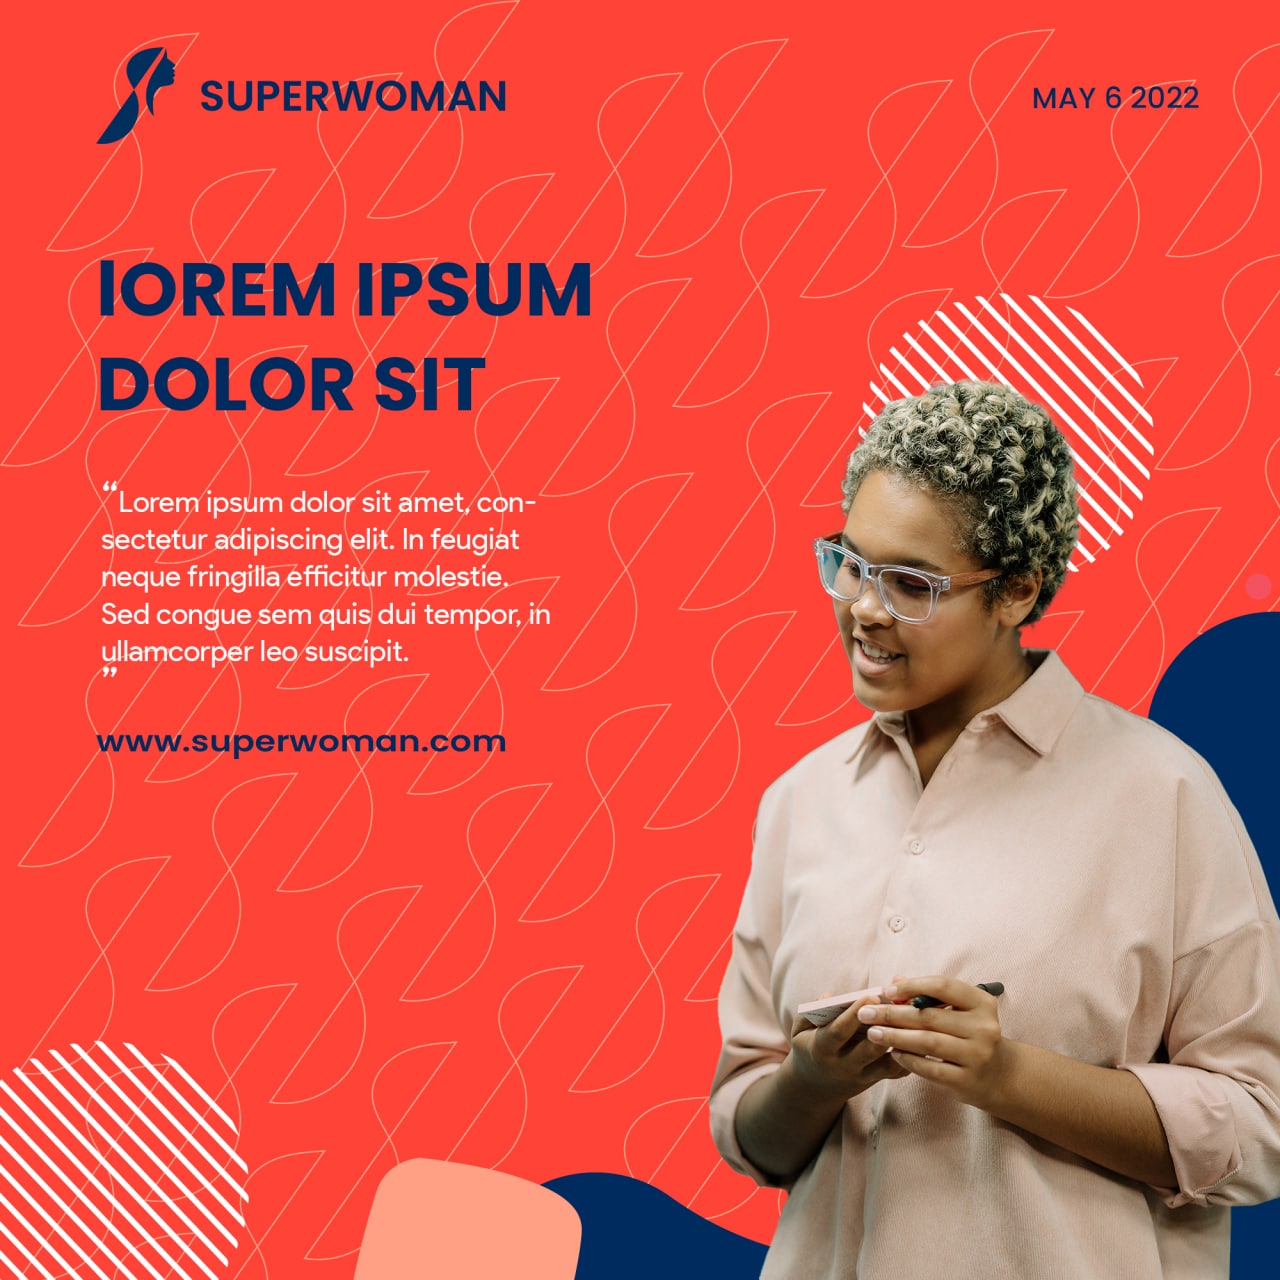 SUPERWOMAN
MAY 6 2022
lOREM IPSUM
DOLOR SIT
“Lorem ipsum dolor sit amet, con-
sectetur adipiscing elit. In feugiat
neque fringilla efficitur molestie.
Sed congue sem quis dui tempor, in
ullamcorper leo suscipit.
”
www.superwoman.com